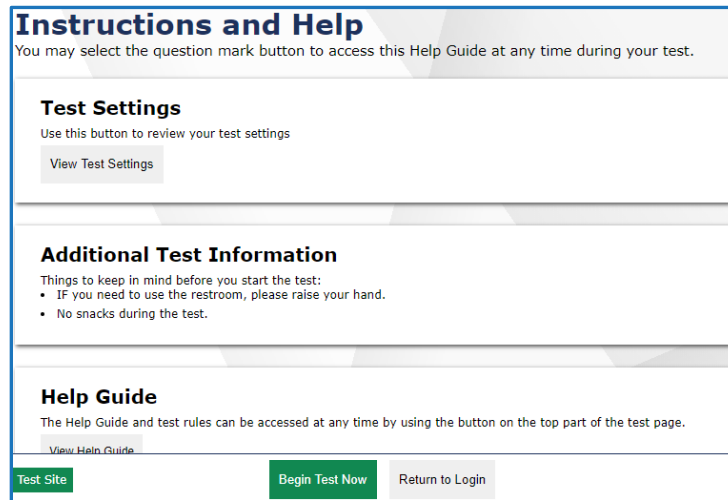 Instructions and Help
You may select the question mark button to access this Help Guide at any time during your test.
Test Settings
Use this button to review your test settings
View Test Settings
Additional Test Information
Things to keep in mind before you start the test:
• IF you need to use the restroom, please raise your hand.
• No snacks during the test.
Help Guide
The Help Guide and test rules can be accessed at any time by using the button on the top part of the test page.
View Help Guide
Test Site
Begin Test Now
Return to Login